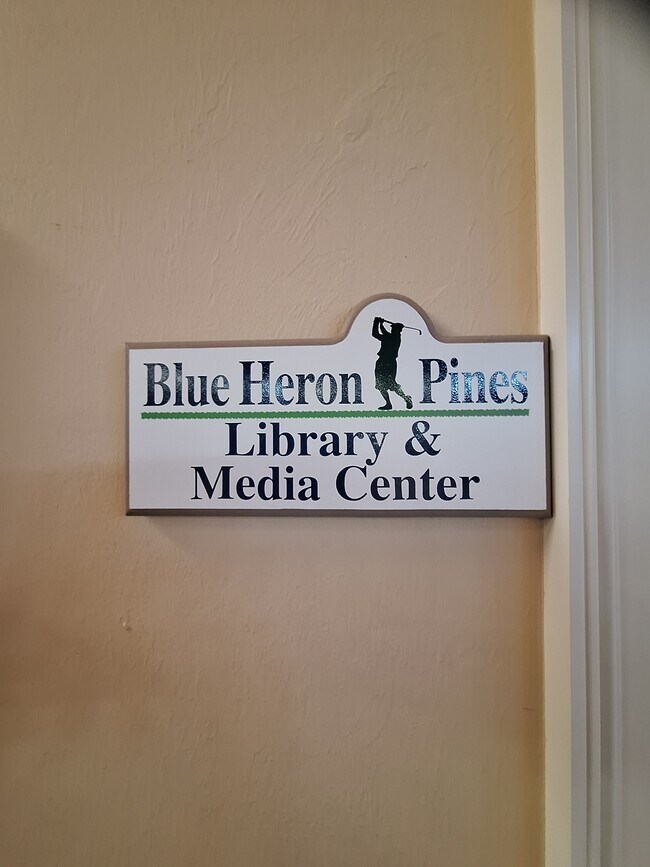 Blue Heron Pines
Library &
Media Center